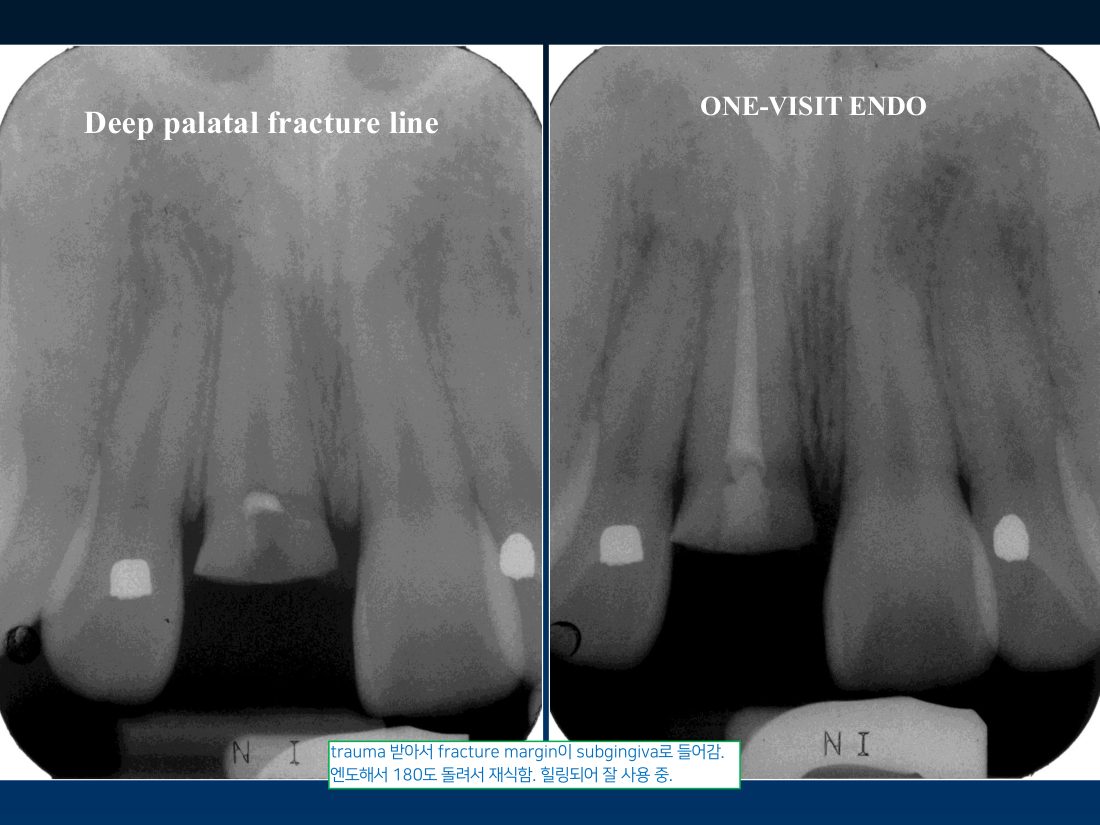 Deep palatal fracture line
ONE-VISIT ENDO
N I
N I
trauma 받아서 fracture margin이 subgingiva로 들어감.
엔도해서 180도 돌려서 재식함. 힐링되어 잘 사용 중.